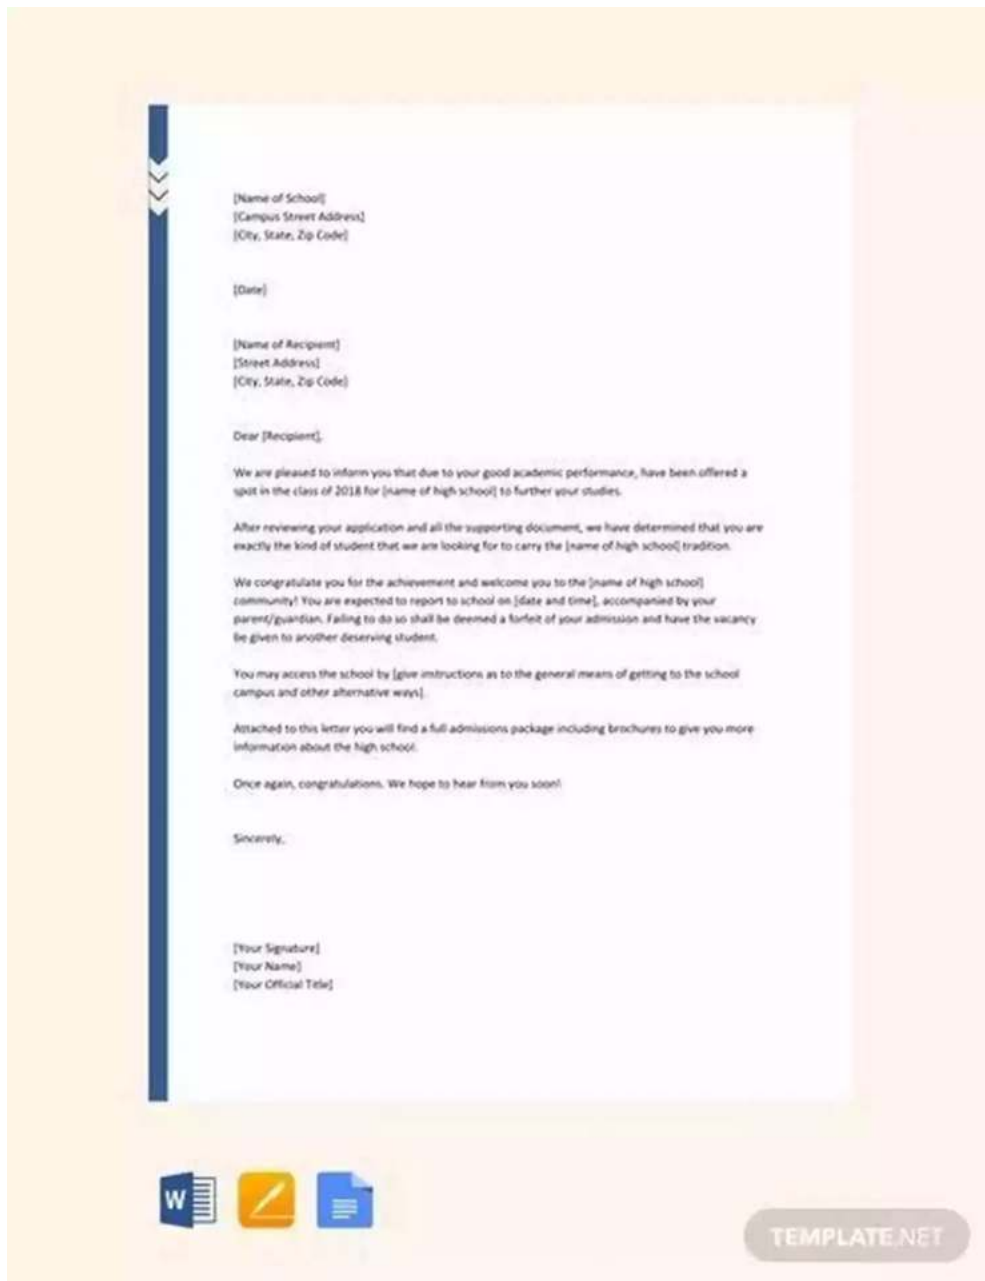 [Name of School]
[Campus Street Address]
[City, State, Zip Code]
[Date]
[Name of Recipient]
[Street Address]
[City, State, Zip Code]
Dear [Recipient],
We are pleased to inform you that due to your good academic performance, have been offered a
spot in the class of 2018 for [name of high school] to further your studies.
After reviewing your application and all the supporting document, we have determined that you are
exactly the kind of student that we are looking for to carry the [name of high school] tradition.
We congratulate you for the achievement and welcome you to the [name of high school]
community! You are expected to report to school on [date and time], accompanied by your
parent/guardian. Failing to do so shall be deemed a forfeit of your admission and have the vacancy
be given to another deserving student.
You may access the school by [give instructions as to the general means of getting to the school
campus and other alternative ways].
Attached to this letter you will find a full admissions package including brochures to give you more
information about the high school.
Once again, congratulations. We hope to hear from you soon!
Sincerely,
[Your Signature]
[Your Name]
[Your Official Title]
W
TEMPLATE.NET